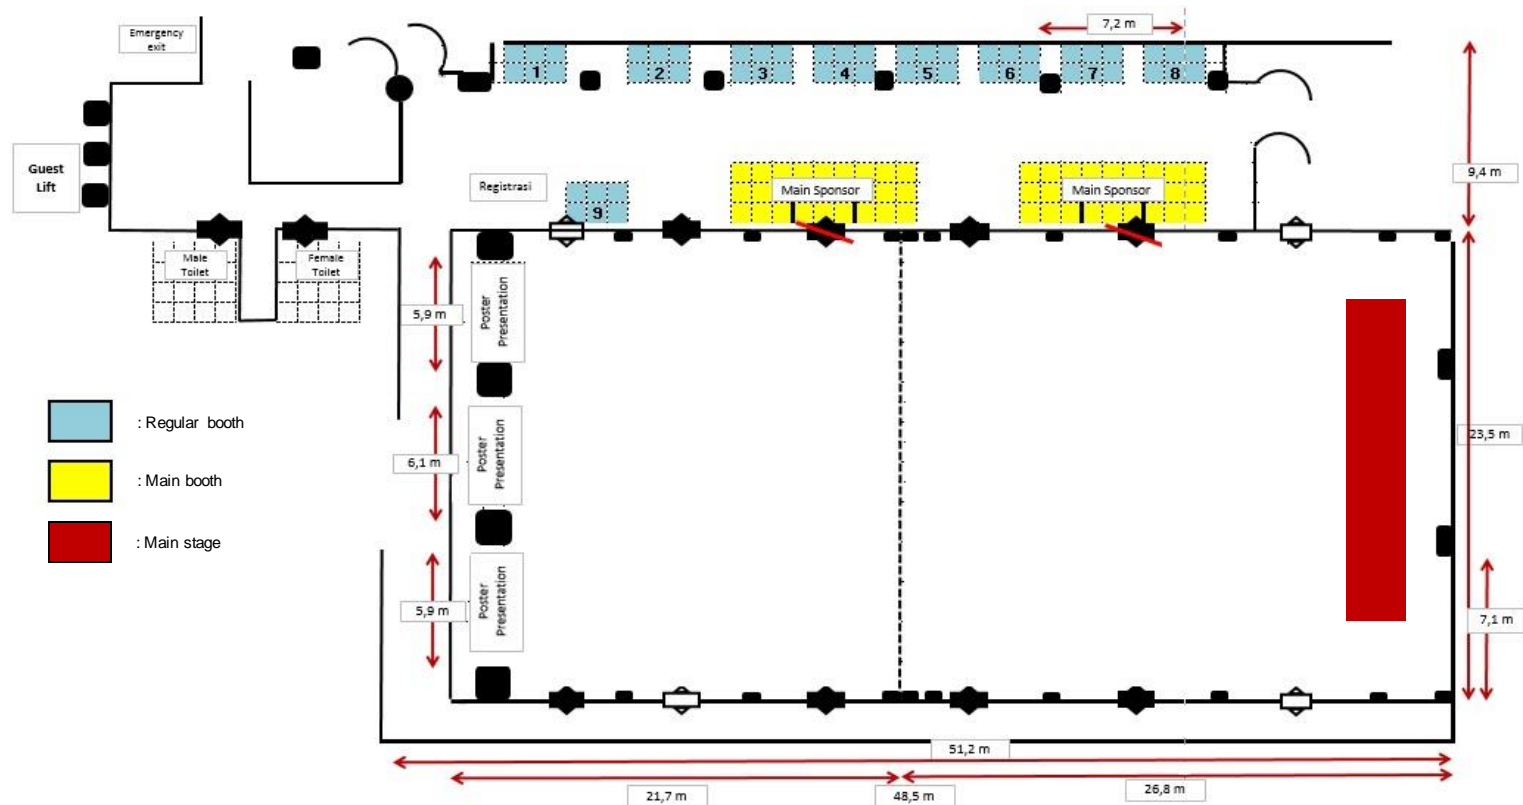 Emergency
exit
7,2 m
1
2
3
4
5
6
7
8
Guest
Lift
9,4 m
Registrasi
Main Sponsor
Main Sponsor
9
Male
Toilet
Female
Toilet
5,9 m
Poster
Presentation
: Regular booth
6,1 m
Poster
Presentation
23,5 m
: Main booth
: Main stage
5,9 m
Poster
Presentation
7,1 m
51,2 m
21,7 m
48,5 m
26,8 m